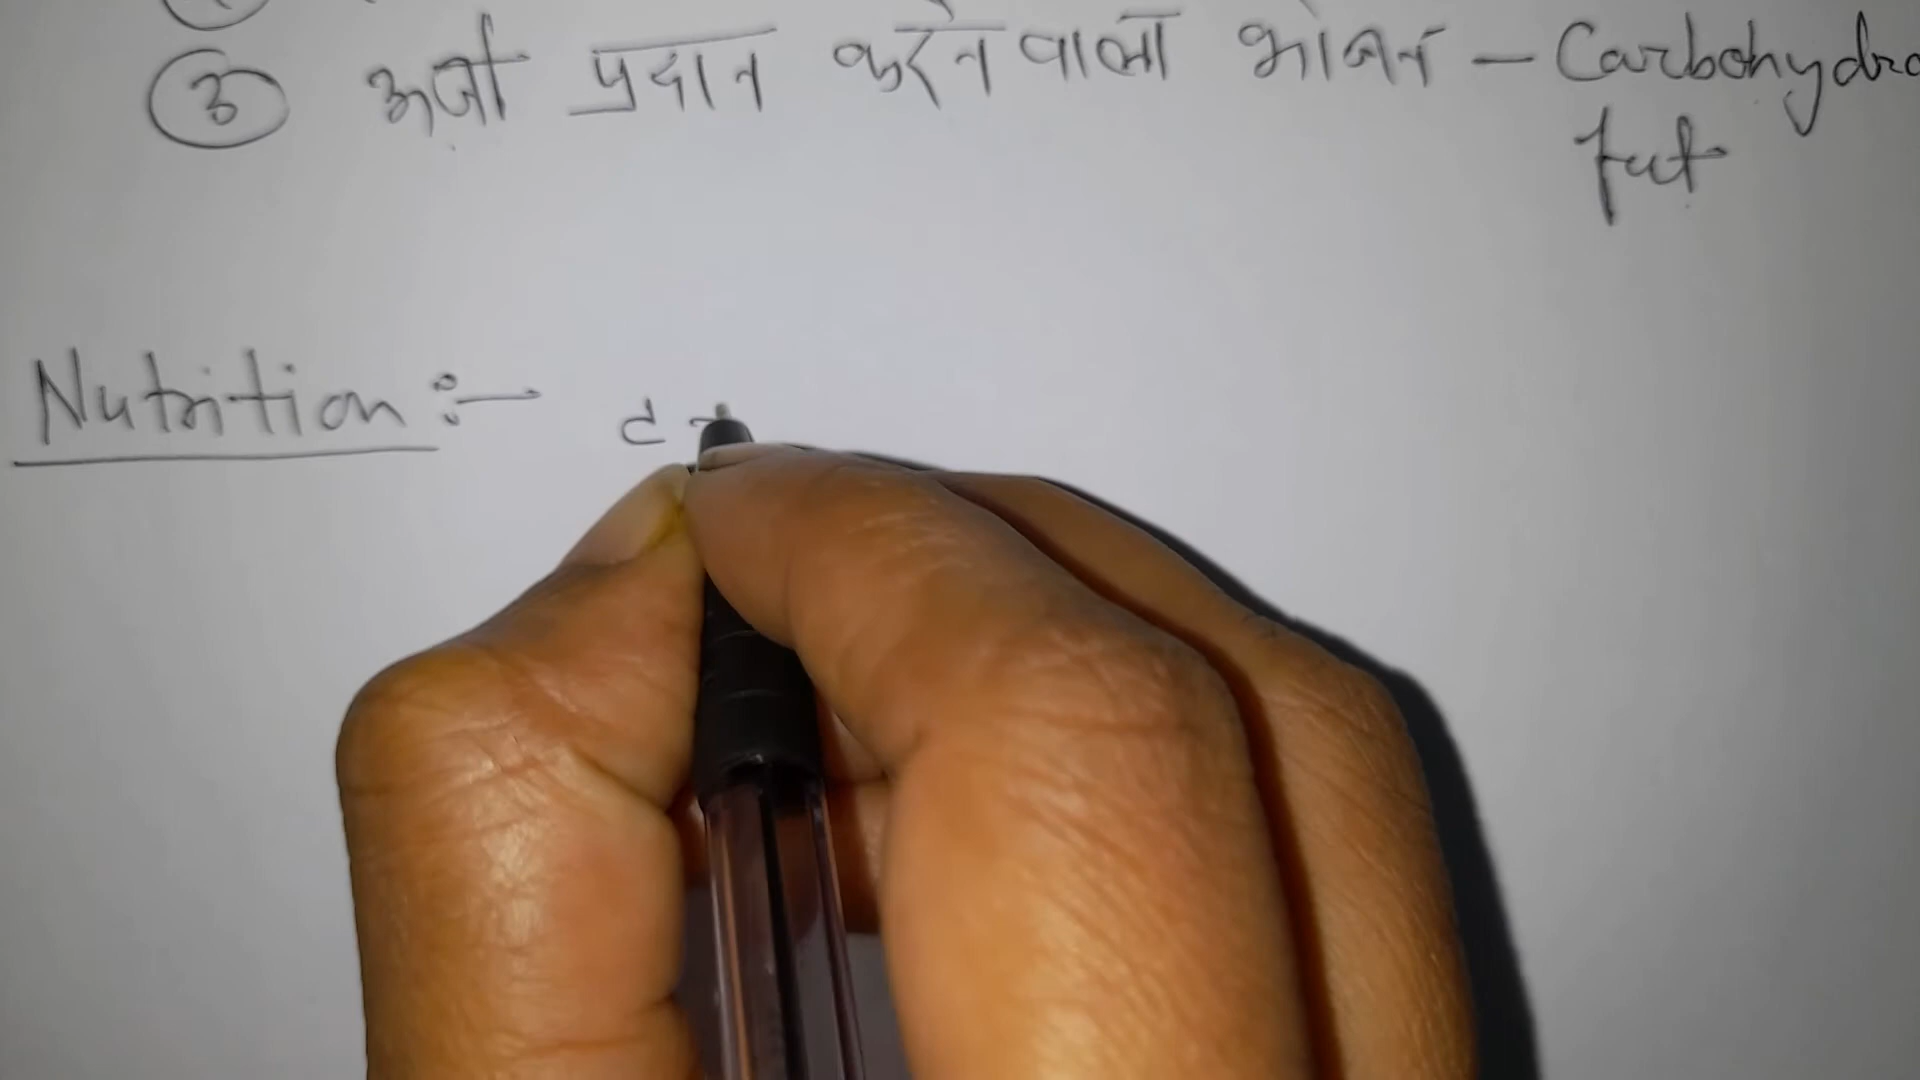 ③ ऊर्जा प्रदान करने वाला भोजन – Carbohydra
fat
Nutrition :–